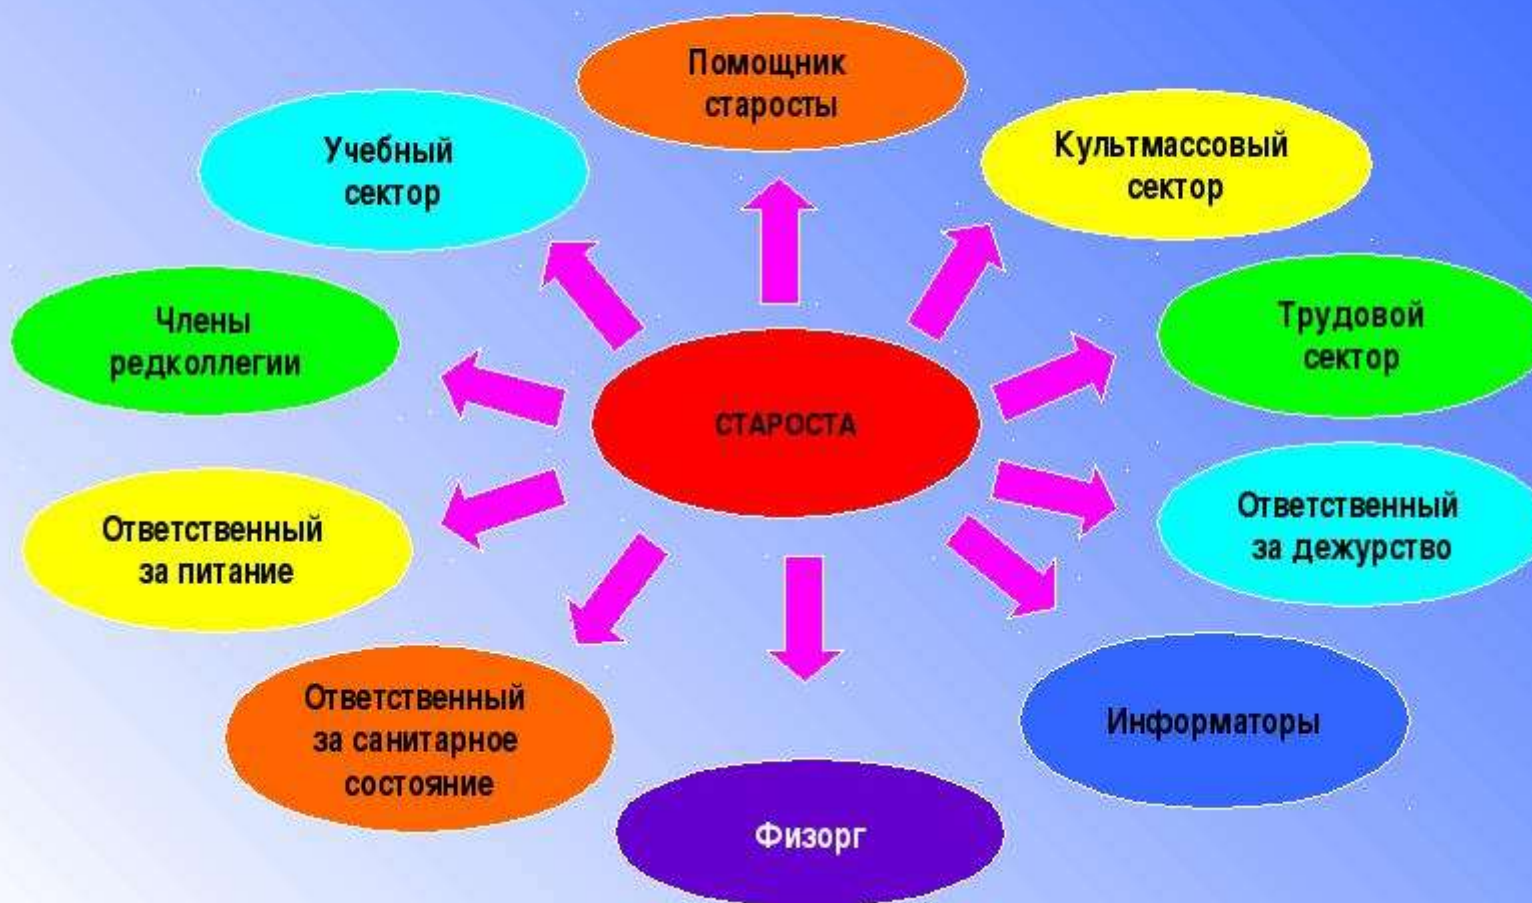 Помощник
старосты
Учебный
сектор
Культмассовый
сектор
Члены
редколлегии
Трудовой
сектор
СТАРОСТА
Ответственный
за питание
Ответственный
за дежурство
Ответственный
за санитарное
состояние
Информаторы
Физорг